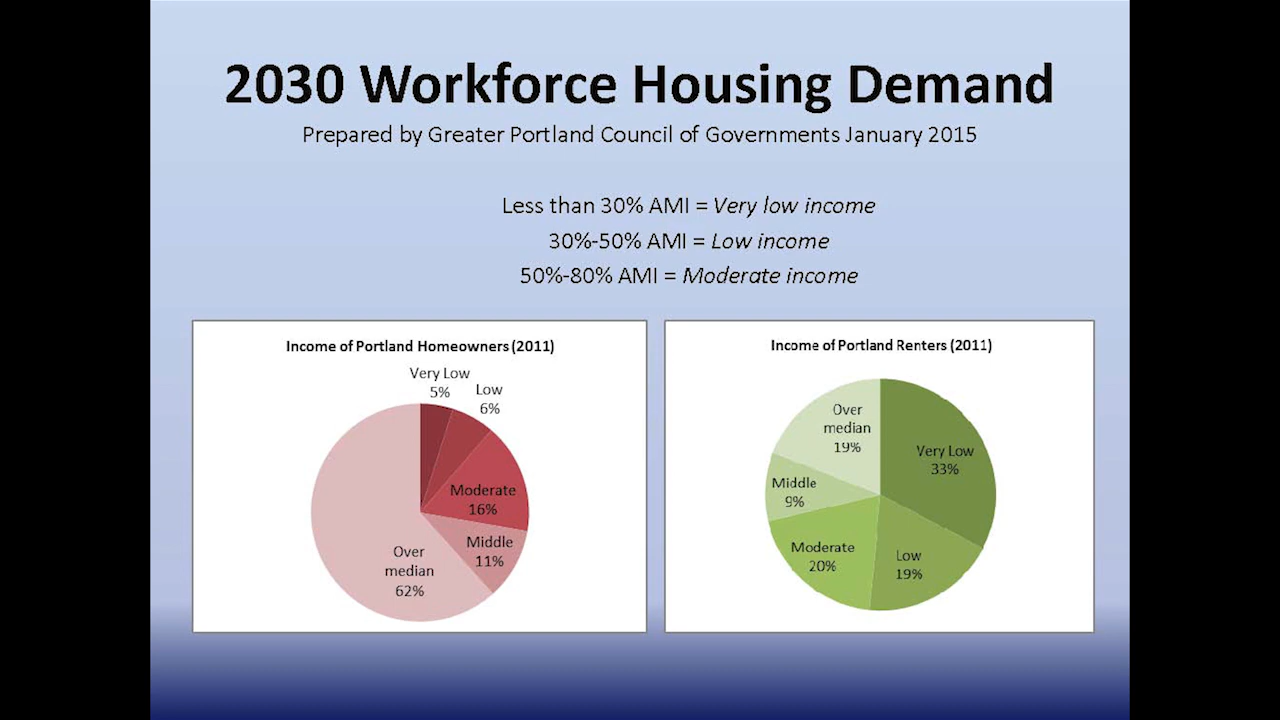 2030 Workforce Housing Demand
Prepared by Greater Portland Council of Governments January 2015
Less than 30% AMI = Very low income
30%-50% AMI = Low income
50%-80% AMI = Moderate income
Income of Portland Homeowners (2011)
Very Low
5%
Low
6%
Moderate
16%
Middle
11%
Over
median
62%
Income of Portland Renters (2011)
Over
median
19%
Very Low
33%
Middle
9%
Moderate
20%
Low
19%